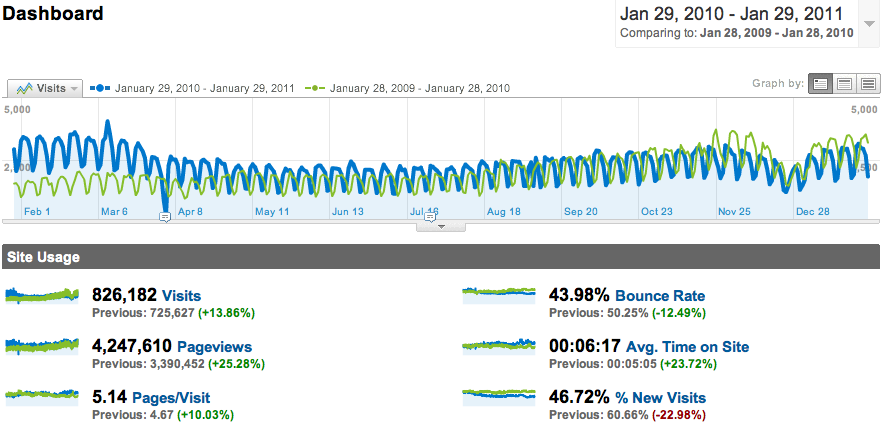 Dashboard
Jan 29, 2010 - Jan 29, 2011
Comparing to: Jan 28, 2009 - Jan 28, 2010
Visits
January 29, 2010 - January 29, 2011
January 28, 2009 - January 28, 2010
Graph by:
5,000
5,000
Feb 1 Mar 6 Apr 8 May 11 Jun 13 Jul 16 Aug 18 Sep 20 Oct 23 Nov 25 Dec 28
Site Usage
826,182 Visits
Previous: 725,627 (+13.86%)
43.98% Bounce Rate
Previous: 50.25% (-12.49%)
4,247,610 Pageviews
Previous: 3,390,452 (+25.28%)
00:06:17 Avg. Time on Site
Previous: 00:05:05 (+23.72%)
5.14 Pages/Visit
Previous: 4.67 (+10.03%)
46.72% % New Visits
Previous: 60.66% (-22.98%)